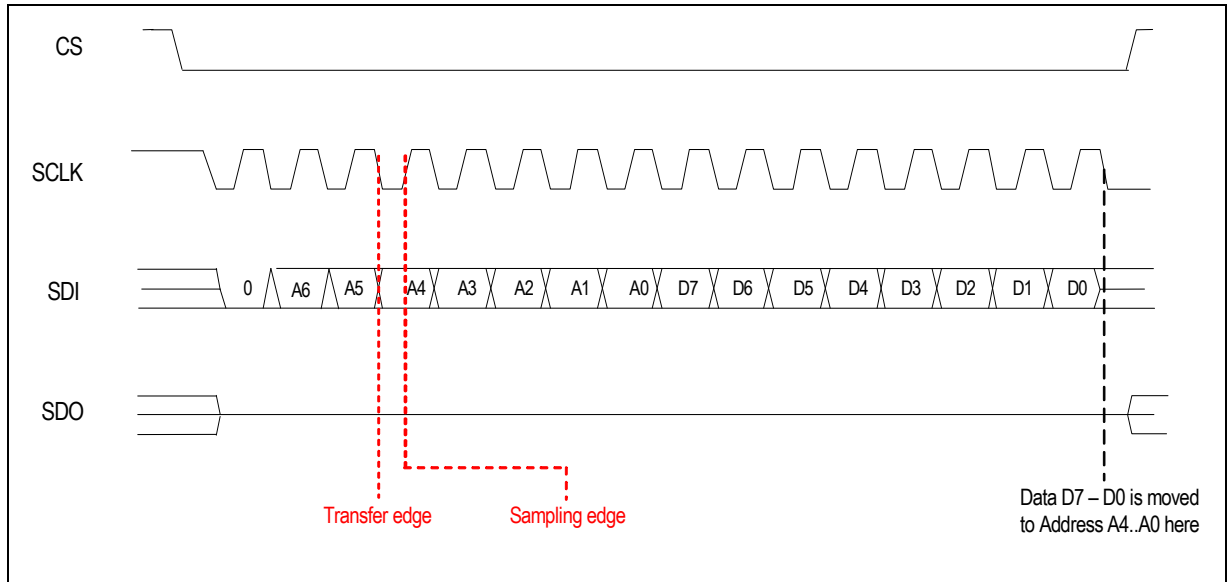 CS
SCLK
SDI
0 A6 A5 A4 A3 A2 A1 A0 D7 D6 D5 D4 D3 D2 D1 D0
SDO
Transfer edge
Sampling edge
Data D7 – D0 is moved
to Address A4..A0 here